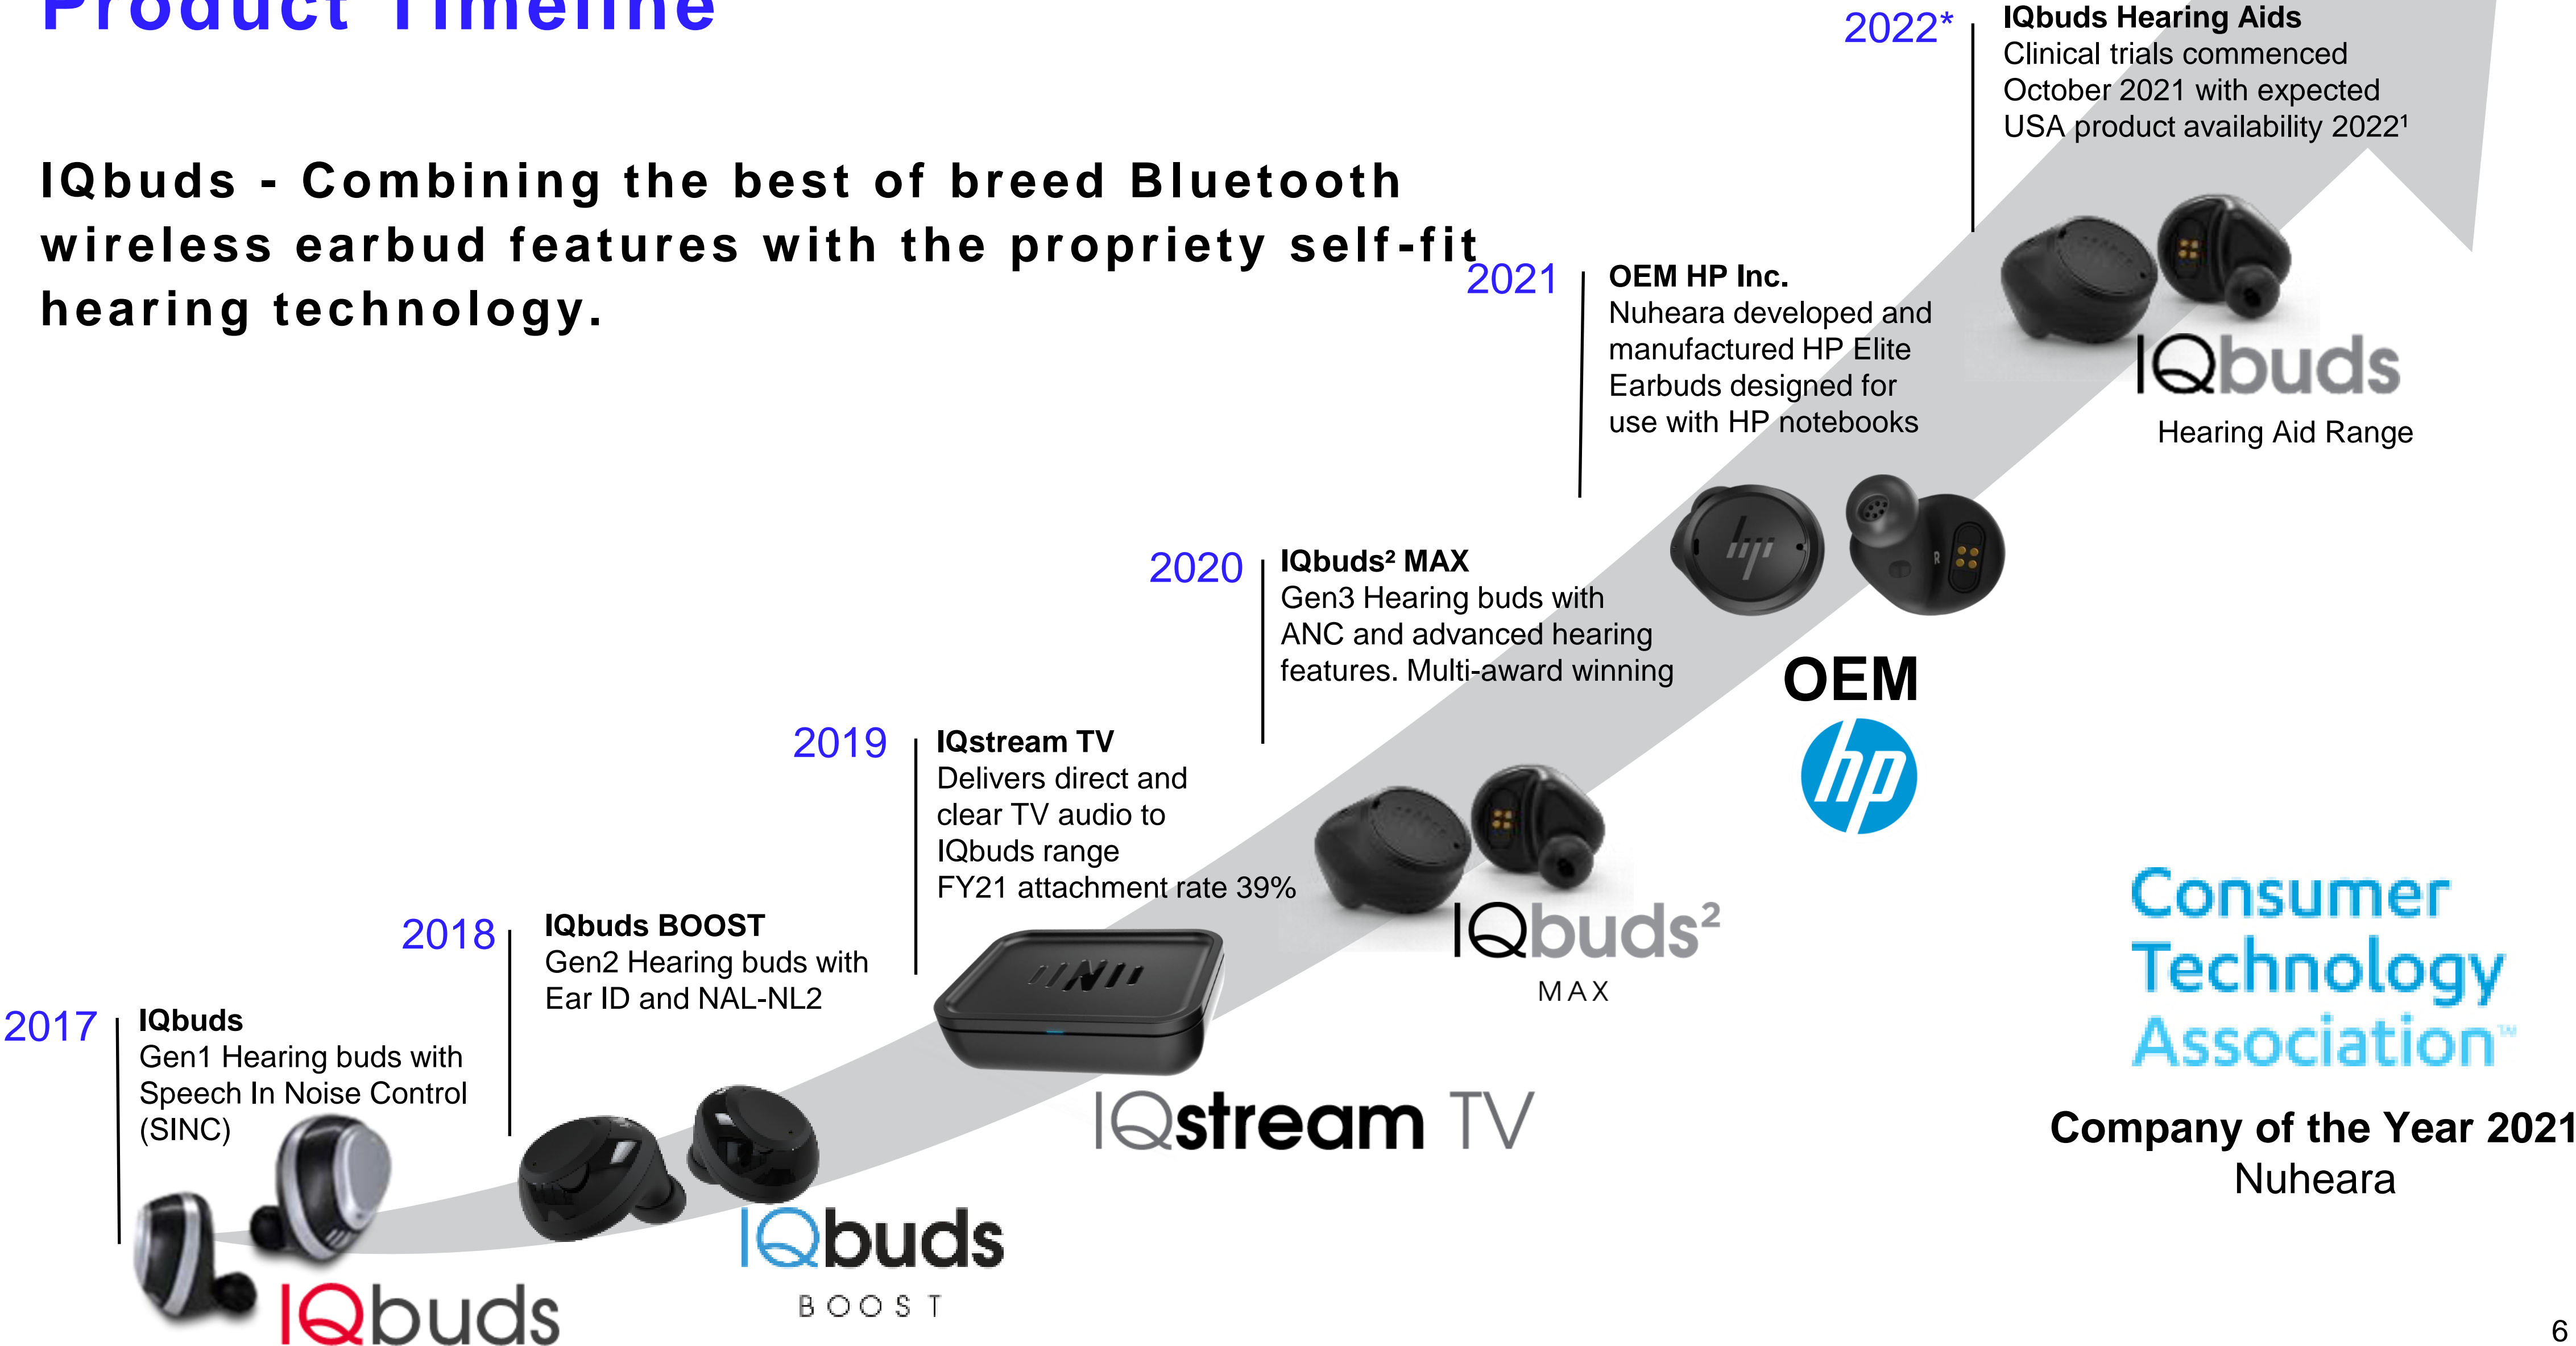 Product Timeline
IQbuds - Combining the best of breed Bluetooth
wireless earbud features with the propriety self-fit
hearing technology.
2017
IQbuds
Gen1 Hearing buds with
Speech In Noise Control
(SINC)
IQbuds
2018
IQbuds BOOST
Gen2 Hearing buds with
Ear ID and NAL-NL2
IQbuds
BOOST
2019
IQstream TV
Delivers direct and
clear TV audio to
IQbuds range
FY21 attachment rate 39%
IQstream TV
2020
IQbuds² MAX
Gen3 Hearing buds with
ANC and advanced hearing
features. Multi-award winning
IQbuds²
MAX
2021
OEM HP Inc.
Nuheara developed and
manufactured HP Elite
Earbuds designed for
use with HP notebooks
hp
R
OEM
hp
2022*
IQbuds Hearing Aids
Clinical trials commenced
October 2021 with expected
USA product availability 2022¹
IQbuds
Hearing Aid Range
Consumer
Technology
Association™
Company of the Year 2021
Nuheara
6